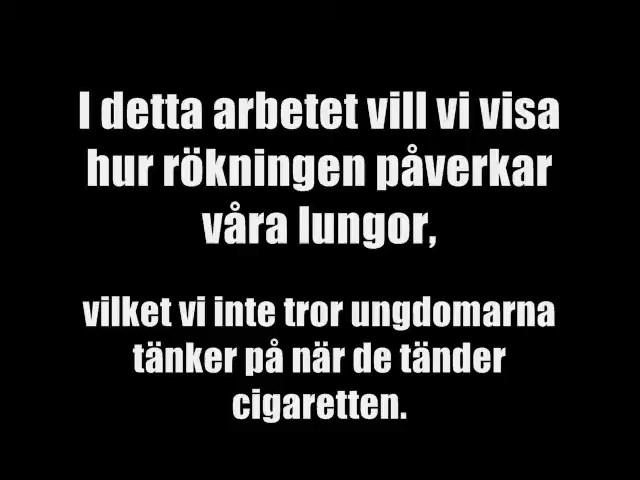 I detta arbetet vill vi visa
hur rökningen påverkar
våra lungor,
vilket vi inte tror ungdomarna
tänker på när de tänder
cigaretten.